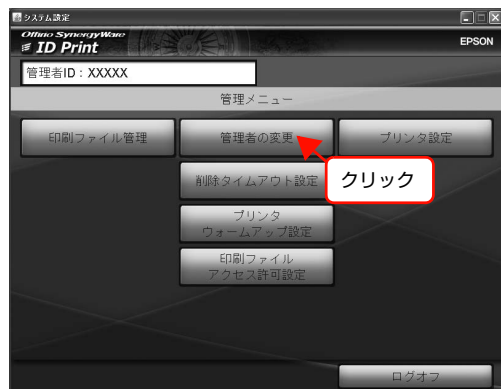 システム設定
Offirio SynergyWare
ID Print
EPSON
管理者ID：XXXXX
管理メニュー
印刷ファイル管理
管理者の変更
プリンタ設定
削除タイムアウト設定
クリック
プリンタ
ウォームアップ設定
印刷ファイル
アクセス許可設定
ログオフ